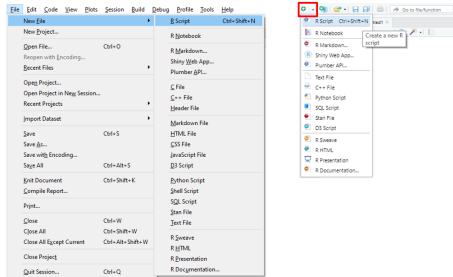 File Edit Code View Plots Session Build Debug Profile Tools Help
New File
New Project...
Open File... Ctrl+O
Reopen with Encoding...
Recent Files
Open Project...
Open Project in New Session...
Recent Projects
Import Dataset
Save Ctrl+S
Save As...
Save with Encoding...
Save All Ctrl+Alt+S
Knit Document Ctrl+Shift+K
Compile Report...
Print...
Close Ctrl+W
Close All Ctrl+Shift+W
Close All Except Current Ctrl+Alt+Shift+W
Close Project
Quit Session... Ctrl+Q
R Script Ctrl+Shift+N
R Notebook
R Markdown...
Shiny Web App...
Plumber API...
C File
C++ File
Header File
Markdown File
HTML File
CSS File
JavaScript File
D3 Script
Python Script
Shell Script
SQL Script
Stan File
Text File
R Sweave
R HTML
R Presentation
R Documentation...
Go to file/function
R Script Ctrl+Shift+N
R Notebook
Create a new R
script
R Markdown...
Shiny Web App...
Plumber API...
Text File
C++ File
Python Script
SQL Script
Stan File
D3 Script
R Sweave
R HTML
R Presentation
R Documentation...